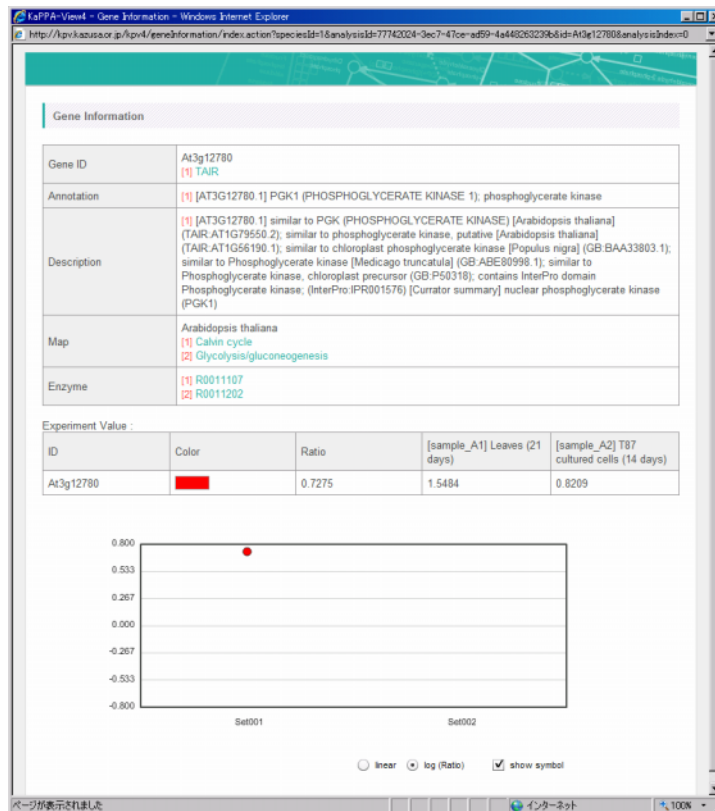 KaPPA-View4 - Gene Information - Windows Internet Explorer
http://kpv.kazusa.or.jp/kpv4/geneInformation/index.action?speciesId=1&analysisId=77742024-3ec7-47ce-ad59-4a448263239b&id=At3g12780&analysisIndex=0
Gene Information
Gene ID
At3g12780
[1] TAIR
Annotation
[1] [AT3G12780.1] PGK1 (PHOSPHOGLYCERATE KINASE 1); phosphoglycerate kinase
Description
[1] [AT3G12780.1] similar to PGK (PHOSPHOGLYCERATE KINASE) [Arabidopsis thaliana]
(TAIR:AT1G79550.2); similar to phosphoglycerate kinase, putative [Arabidopsis thaliana]
(TAIR:AT1G56190.1); similar to chloroplast phosphoglycerate kinase [Populus nigra] (GB:BAA33803.1);
similar to Phosphoglycerate kinase [Medicago truncatula] (GB:ABE80998.1); similar to
Phosphoglycerate kinase, chloroplast precursor (GB:P50318); contains InterPro domain
Phosphoglycerate kinase; (InterPro:IPR001576) [Currator summary] nuclear phosphoglycerate kinase
(PGK1)
Map
Arabidopsis thaliana
[1] Calvin cycle
[2] Glycolysis/gluconeogenesis
Enzyme
[1] R0011107
[2] R0011202
Experiment Value :
ID Color Ratio [sample_A1] Leaves (21 days) [sample_A2] T87 cultured cells (14 days)
At3g12780 0.7275 1.5484 0.8209
0.800
0.533
0.267
0.000
-0.267
-0.533
-0.800
Set001 Set002
linear log (Ratio) show symbol
ページが表示されました インターネット 100%